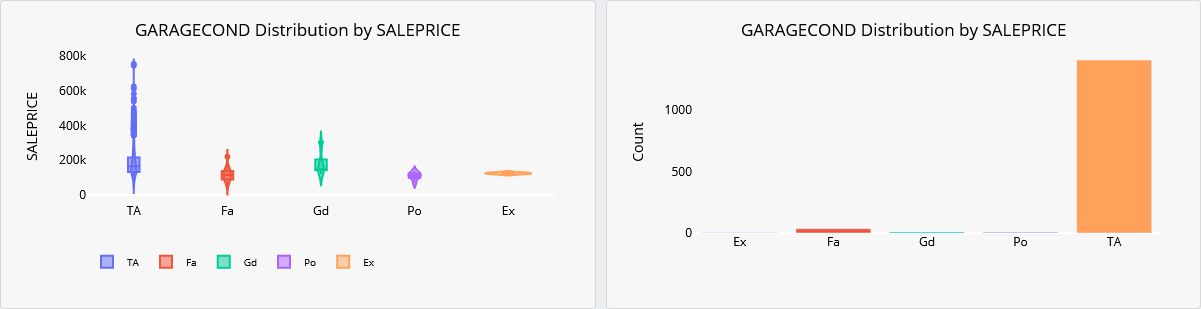 GARAGECOND Distribution by SALEPRICE
800k
600k
400k
200k
0
SALEPRICE
TA Fa Gd Po Ex
TA Fa Gd Po Ex
GARAGECOND Distribution by SALEPRICE
1000
500
0
Count
Ex Fa Gd Po TA